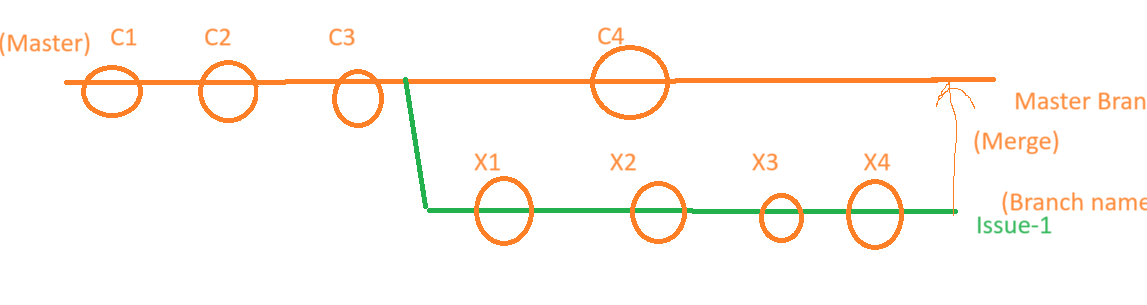 (Master) C1 C2 C3 C4
Master Bran
(Merge)
X1 X2 X3 X4
(Branch name
Issue-1